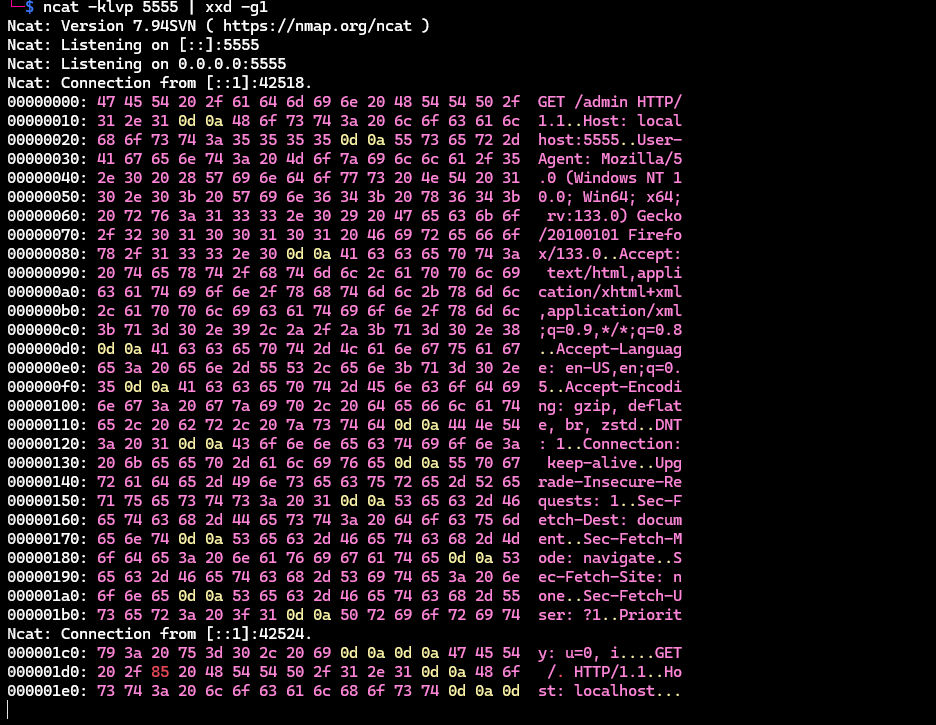 └─$ ncat -klvp 5555 | xxd -g1
Ncat: Version 7.94SVN ( https://nmap.org/ncat )
Ncat: Listening on [::]:5555
Ncat: Listening on 0.0.0.0:5555
Ncat: Connection from [::1]:42518.
00000000: 47 45 54 20 2f 61 64 6d 69 6e 20 48 54 54 50 2f  GET /admin HTTP/
00000010: 31 2e 31 0d 0a 48 6f 73 74 3a 20 6c 6f 63 61 6c  1.1..Host: local
00000020: 68 6f 73 74 3a 35 35 35 35 0d 0a 55 73 65 72 2d  host:5555..User-
00000030: 41 67 65 6e 74 3a 20 4d 6f 7a 69 6c 6c 61 2f 35  Agent: Mozilla/5
00000040: 2e 30 20 28 57 69 6e 64 6f 77 73 20 4e 54 20 31  .0 (Windows NT 1
00000050: 30 2e 30 3b 20 57 69 6e 36 34 3b 20 78 36 34 3b  0.0; Win64; x64;
00000060: 20 72 76 3a 31 33 33 2e 30 29 20 47 65 63 6b 6f   rv:133.0) Gecko
00000070: 2f 32 30 31 30 30 31 30 31 20 46 69 72 65 66 6f  /20100101 Firefo
00000080: 78 2f 31 33 33 2e 30 0d 0a 41 63 63 65 70 74 3a  x/133.0..Accept:
00000090: 20 74 65 78 74 2f 68 74 6d 6c 2c 61 70 70 6c 69   text/html,appli
000000a0: 63 61 74 69 6f 6e 2f 78 68 74 6d 6c 2b 78 6d 6c  cation/xhtml+xml
000000b0: 2c 61 70 70 6c 69 63 61 74 69 6f 6e 2f 78 6d 6c  ,application/xml
000000c0: 3b 71 3d 30 2e 39 2c 2a 2f 2a 3b 71 3d 30 2e 38  ;q=0.9,*/*;q=0.8
000000d0: 0d 0a 41 63 63 65 70 74 2d 4c 61 6e 67 75 61 67  ..Accept-Languag
000000e0: 65 3a 20 65 6e 2d 55 53 2c 65 6e 3b 71 3d 30 2e  e: en-US,en;q=0.
000000f0: 35 0d 0a 41 63 63 65 70 74 2d 45 6e 63 6f 64 69  5..Accept-Encodi
00000100: 6e 67 3a 20 67 7a 69 70 2c 20 64 65 66 6c 61 74  ng: gzip, deflat
00000110: 65 2c 20 62 72 2c 20 7a 73 74 64 0d 0a 44 4e 54  e, br, zstd..DNT
00000120: 3a 20 31 0d 0a 43 6f 6e 6e 65 63 74 69 6f 6e 3a  : 1..Connection:
00000130: 20 6b 65 65 70 2d 61 6c 69 76 65 0d 0a 55 70 67   keep-alive..Upg
00000140: 72 61 64 65 2d 49 6e 73 65 63 75 72 65 2d 52 65  rade-Insecure-Re
00000150: 71 75 65 73 74 73 3a 20 31 0d 0a 53 65 63 2d 46  quests: 1..Sec-F
00000160: 65 74 63 68 2d 44 65 73 74 3a 20 64 6f 63 75 6d  etch-Dest: docum
00000170: 65 6e 74 0d 0a 53 65 63 2d 46 65 74 63 68 2d 4d  ent..Sec-Fetch-M
00000180: 6f 64 65 3a 20 6e 61 76 69 67 61 74 65 0d 0a 53  ode: navigate..S
00000190: 65 63 2d 46 65 74 63 68 2d 53 69 74 65 3a 20 6e  ec-Fetch-Site: n
000001a0: 6f 6e 65 0d 0a 53 65 63 2d 46 65 74 63 68 2d 55  one..Sec-Fetch-U
000001b0: 73 65 72 3a 20 3f 31 0d 0a 50 72 69 6f 72 69 74  ser: ?1..Priorit
Ncat: Connection from [::1]:42524.
000001c0: 79 3a 20 75 3d 30 2c 20 69 0d 0a 0d 0a 47 45 54  y: u=0, i....GET
000001d0: 20 2f 85 20 48 54 54 50 2f 31 2e 31 0d 0a 48 6f   /. HTTP/1.1..Ho
000001e0: 73 74 3a 20 6c 6f 63 61 6c 68 6f 73 74 0d 0a 0d  st: localhost...